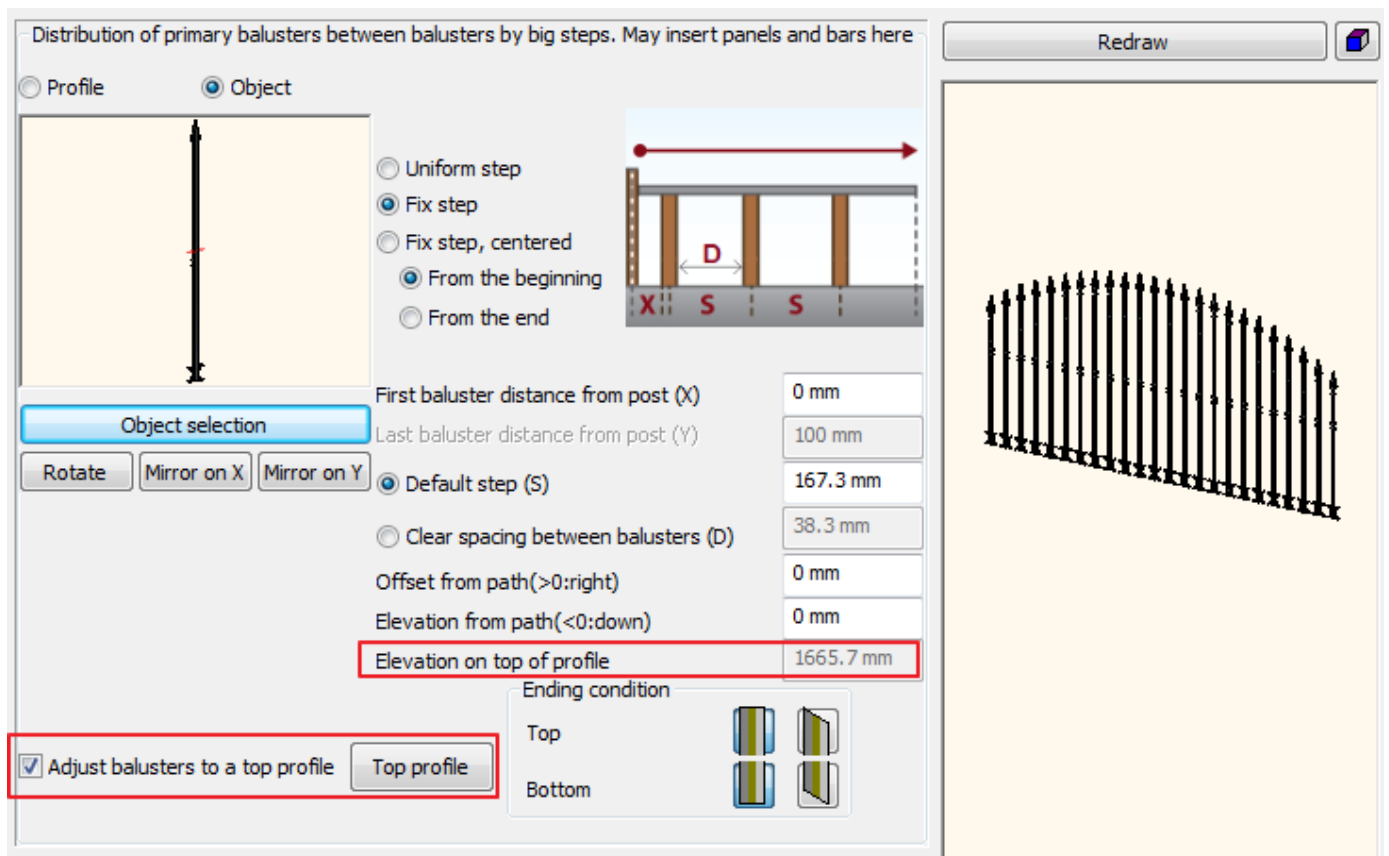 Distribution of primary balusters between balusters by big steps. May insert panels and bars here
Redraw
Profile
Object
Uniform step
Fix step
Fix step, centered
From the beginning
From the end
D
X
S
S
First baluster distance from post (X)
0 mm
Object selection
Last baluster distance from post (Y)
100 mm
Rotate
Mirror on X
Mirror on Y
Default step (S)
167.3 mm
Clear spacing between balusters (D)
38.3 mm
Offset from path(>0:right)
0 mm
Elevation from path(<0:down)
0 mm
Elevation on top of profile
1665.7 mm
Ending condition
Top
Adjust balusters to a top profile
Top profile
Bottom